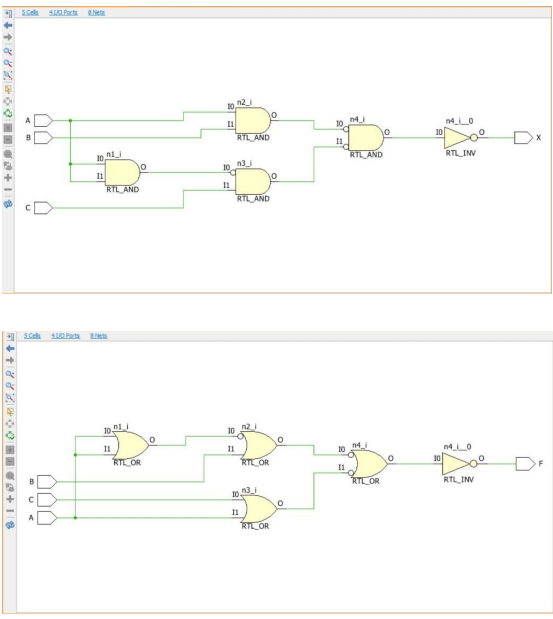 5 Cells 4 I/O Ports 8 Nets
A
B
C
I0 n1_i O
I1
RTL_AND
I0 n2_i O
I1
RTL_AND
I0 n3_i O
I1
RTL_AND
I0 n4_i O
I1
RTL_AND
n4_i__0
I0 O
RTL_INV
X
5 Cells 4 I/O Ports 8 Nets
I0 n1_i O
I1
RTL_OR
I0 n2_i O
I1
RTL_OR
B
C
A
I0 n3_i O
I1
RTL_OR
I0 n4_i O
I1
RTL_OR
n4_i__0
I0 O
RTL_INV
F